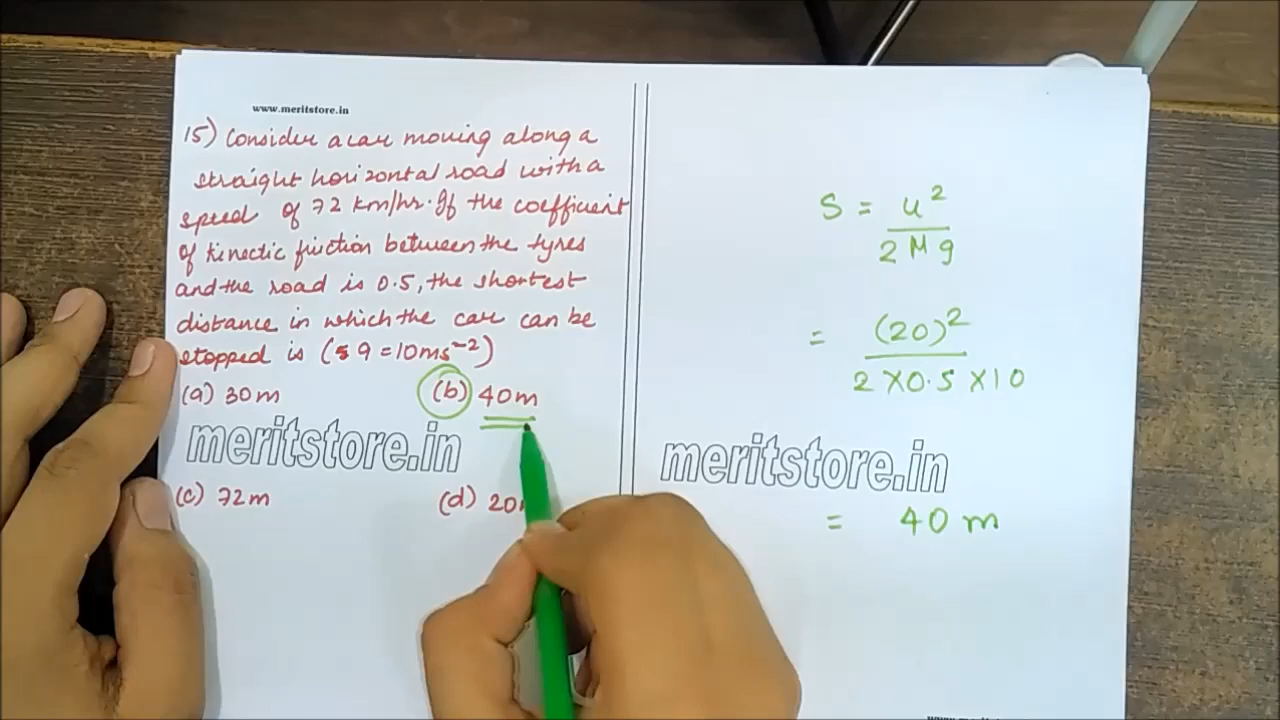 www.meritstore.in
15) Consider a car moving along a
straight horizontal road with a
speed of 72 km/hr. If the coefficient
of kinectic friction between the tyres
and the road is 0.5, the shortest
distance in which the car can be
stopped is (g = 10ms⁻²)
(a) 30m (b) 40m
meritstore.in
(c) 72m (d) 20
S = u²
2 μ g
= (20)²
2 X 0.5 X 10
meritstore.in
= 40 m